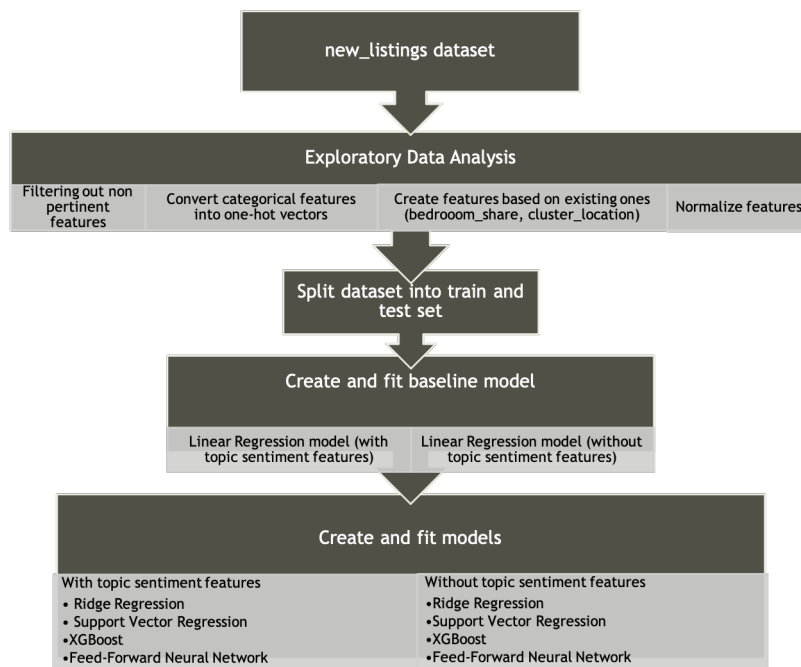 new_listings dataset
Exploratory Data Analysis
Filtering out non
pertinent
features
Convert categorical features
into one-hot vectors
Create features based on existing ones
(bedrooom_share, cluster_location)
Normalize features
Split dataset into train and
test set
Create and fit baseline model
Linear Regression model (with
topic sentiment features)
Linear Regression model (without
topic sentiment features)
Create and fit models
With topic sentiment features
• Ridge Regression
• Support Vector Regression
•XGBoost
•Feed-Forward Neural Network
Without topic sentiment features
•Ridge Regression
•Support Vector Regression
•XGBoost
•Feed-Forward Neural Network